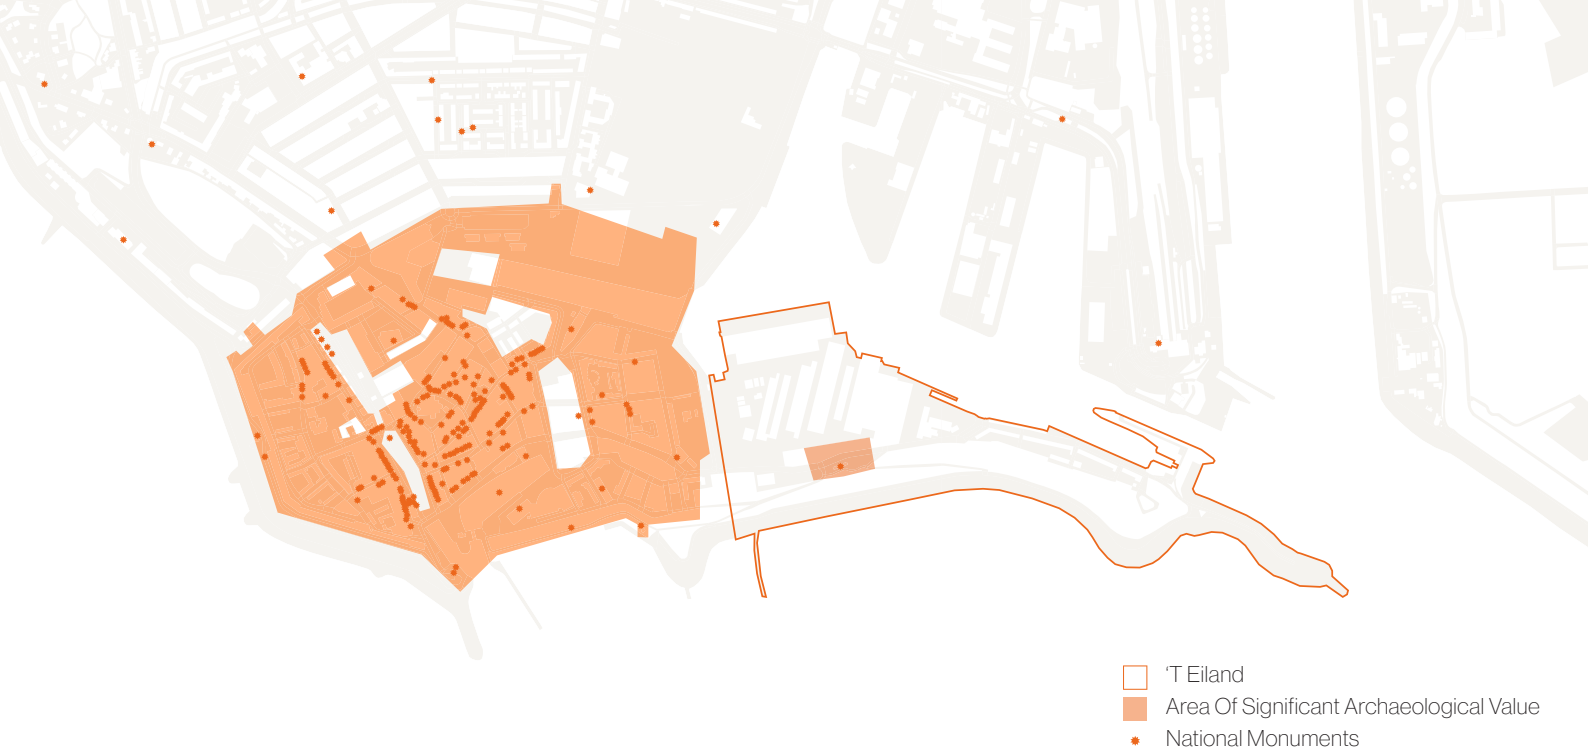 ‘T Eiland
Area Of Significant Archaeological Value
National Monuments